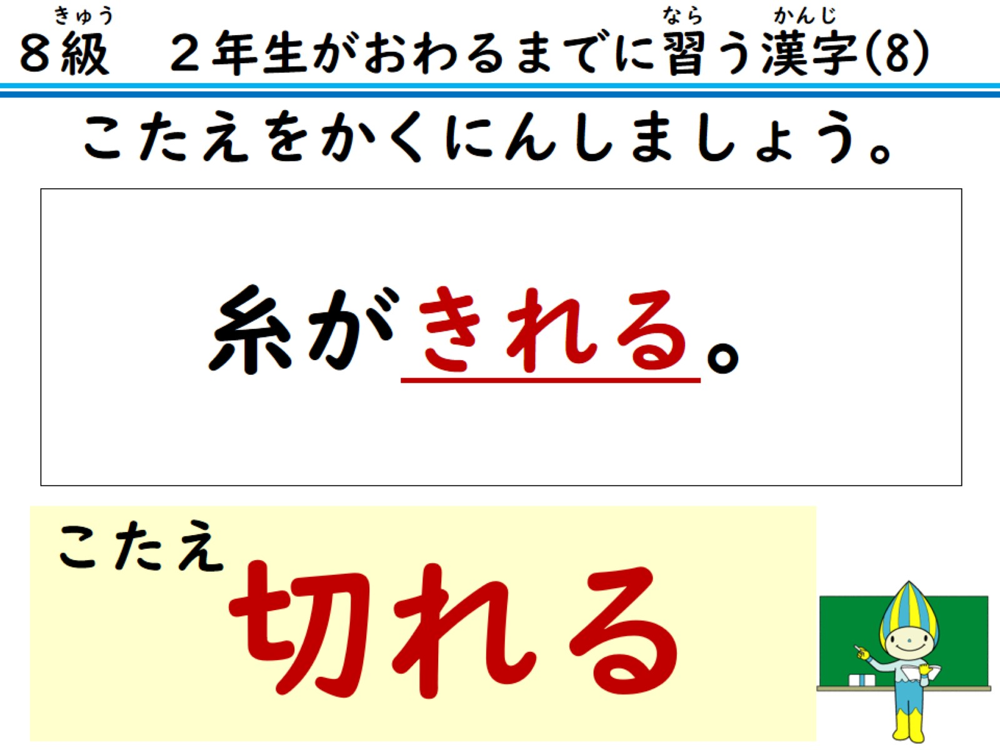 きゅう なら かんじ
８級　２年生がおわるまでに習う漢字(8)
こたえをかくにんしましょう。
糸がきれる。
こたえ
切れる